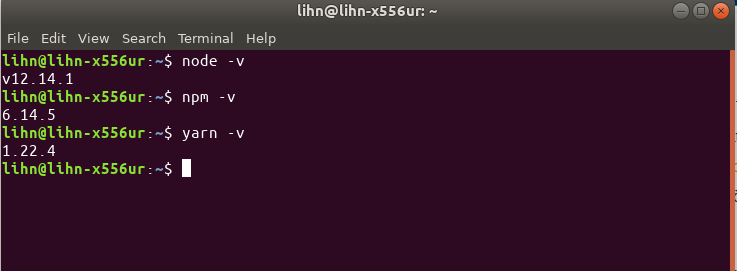 lihn@lihn-x556ur: ~
File Edit View Search Terminal Help
lihn@lihn-x556ur:~$ node -v
v12.14.1
lihn@lihn-x556ur:~$ npm -v
6.14.5
lihn@lihn-x556ur:~$ yarn -v
1.22.4
lihn@lihn-x556ur:~$